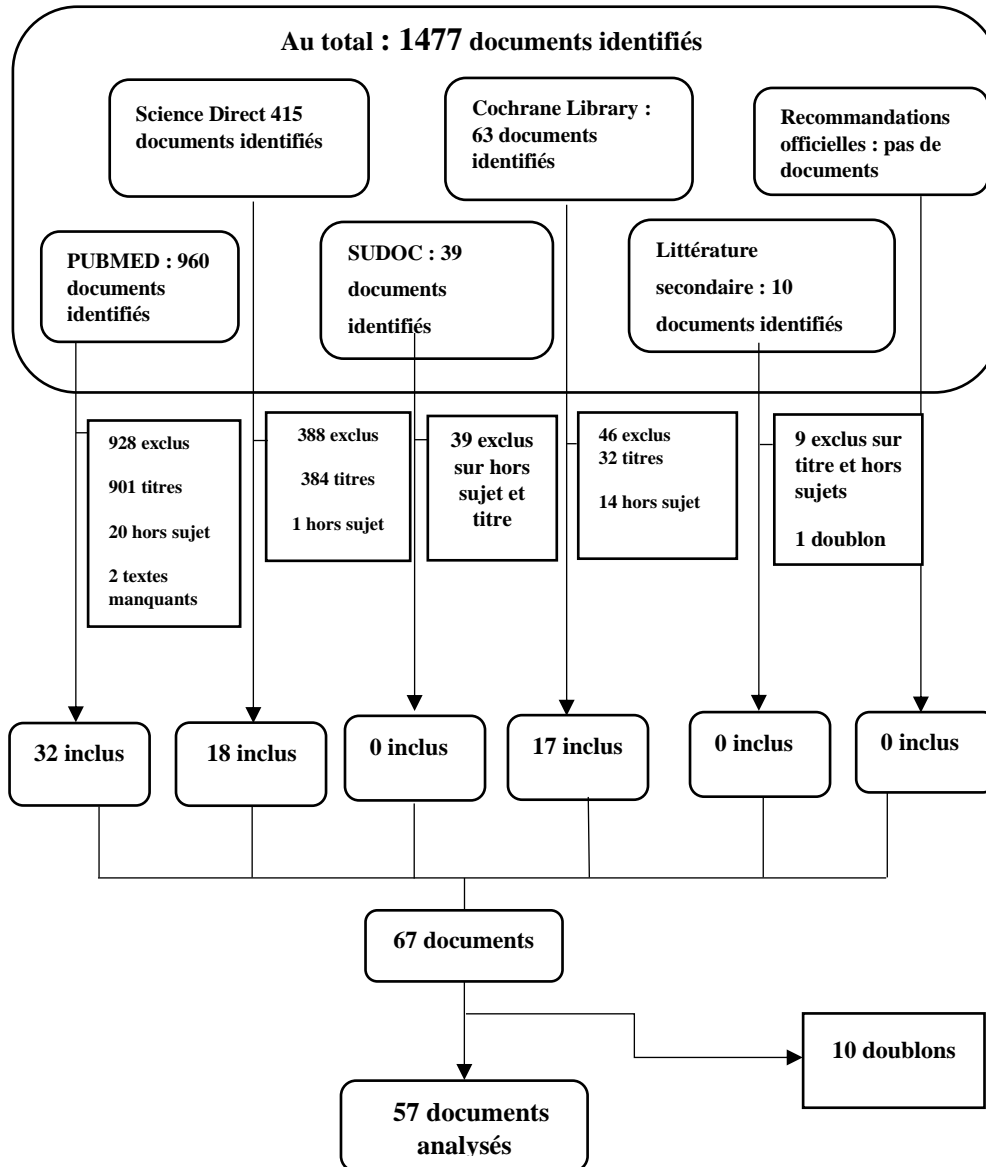 Au total : 1477 documents identifiés
Science Direct 415
documents identifiés
Cochrane Library :
63 documents
identifiés
Recommandations
officielles : pas de
documents
PUBMED : 960
documents
identifiés
SUDOC : 39
documents
identifiés
Littérature
secondaire : 10
documents identifiés
928 exclus
901 titres
20 hors sujet
2 textes
manquants
388 exclus
384 titres
1 hors sujet
39 exclus
sur hors
sujet et
titre
46 exclus
32 titres
14 hors sujet
9 exclus sur
titre et hors
sujets
1 doublon
32 inclus
18 inclus
0 inclus
17 inclus
0 inclus
0 inclus
67 documents
10 doublons
57 documents
analysés